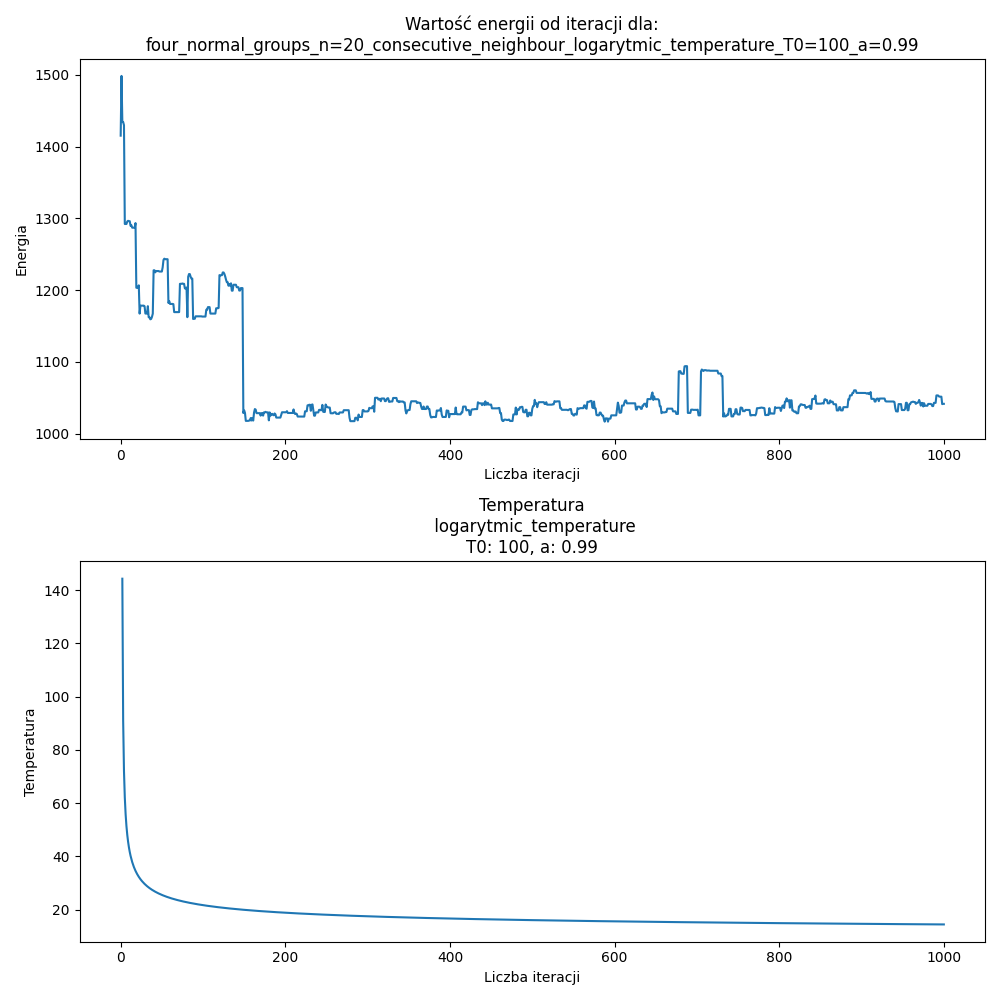 Wartość energii od iteracji dla:
four_normal_groups_n=20_consecutive_neighbour_logarytmic_temperature_T0=100_a=0.99
1500
1400
1300
1200
1100
1000
Energia
0 200 400 600 800 1000
Liczba iteracji
Temperatura
logarytmic_temperature
T0: 100, a: 0.99
140
120
100
80
60
40
20
Temperatura
0 200 400 600 800 1000
Liczba iteracji